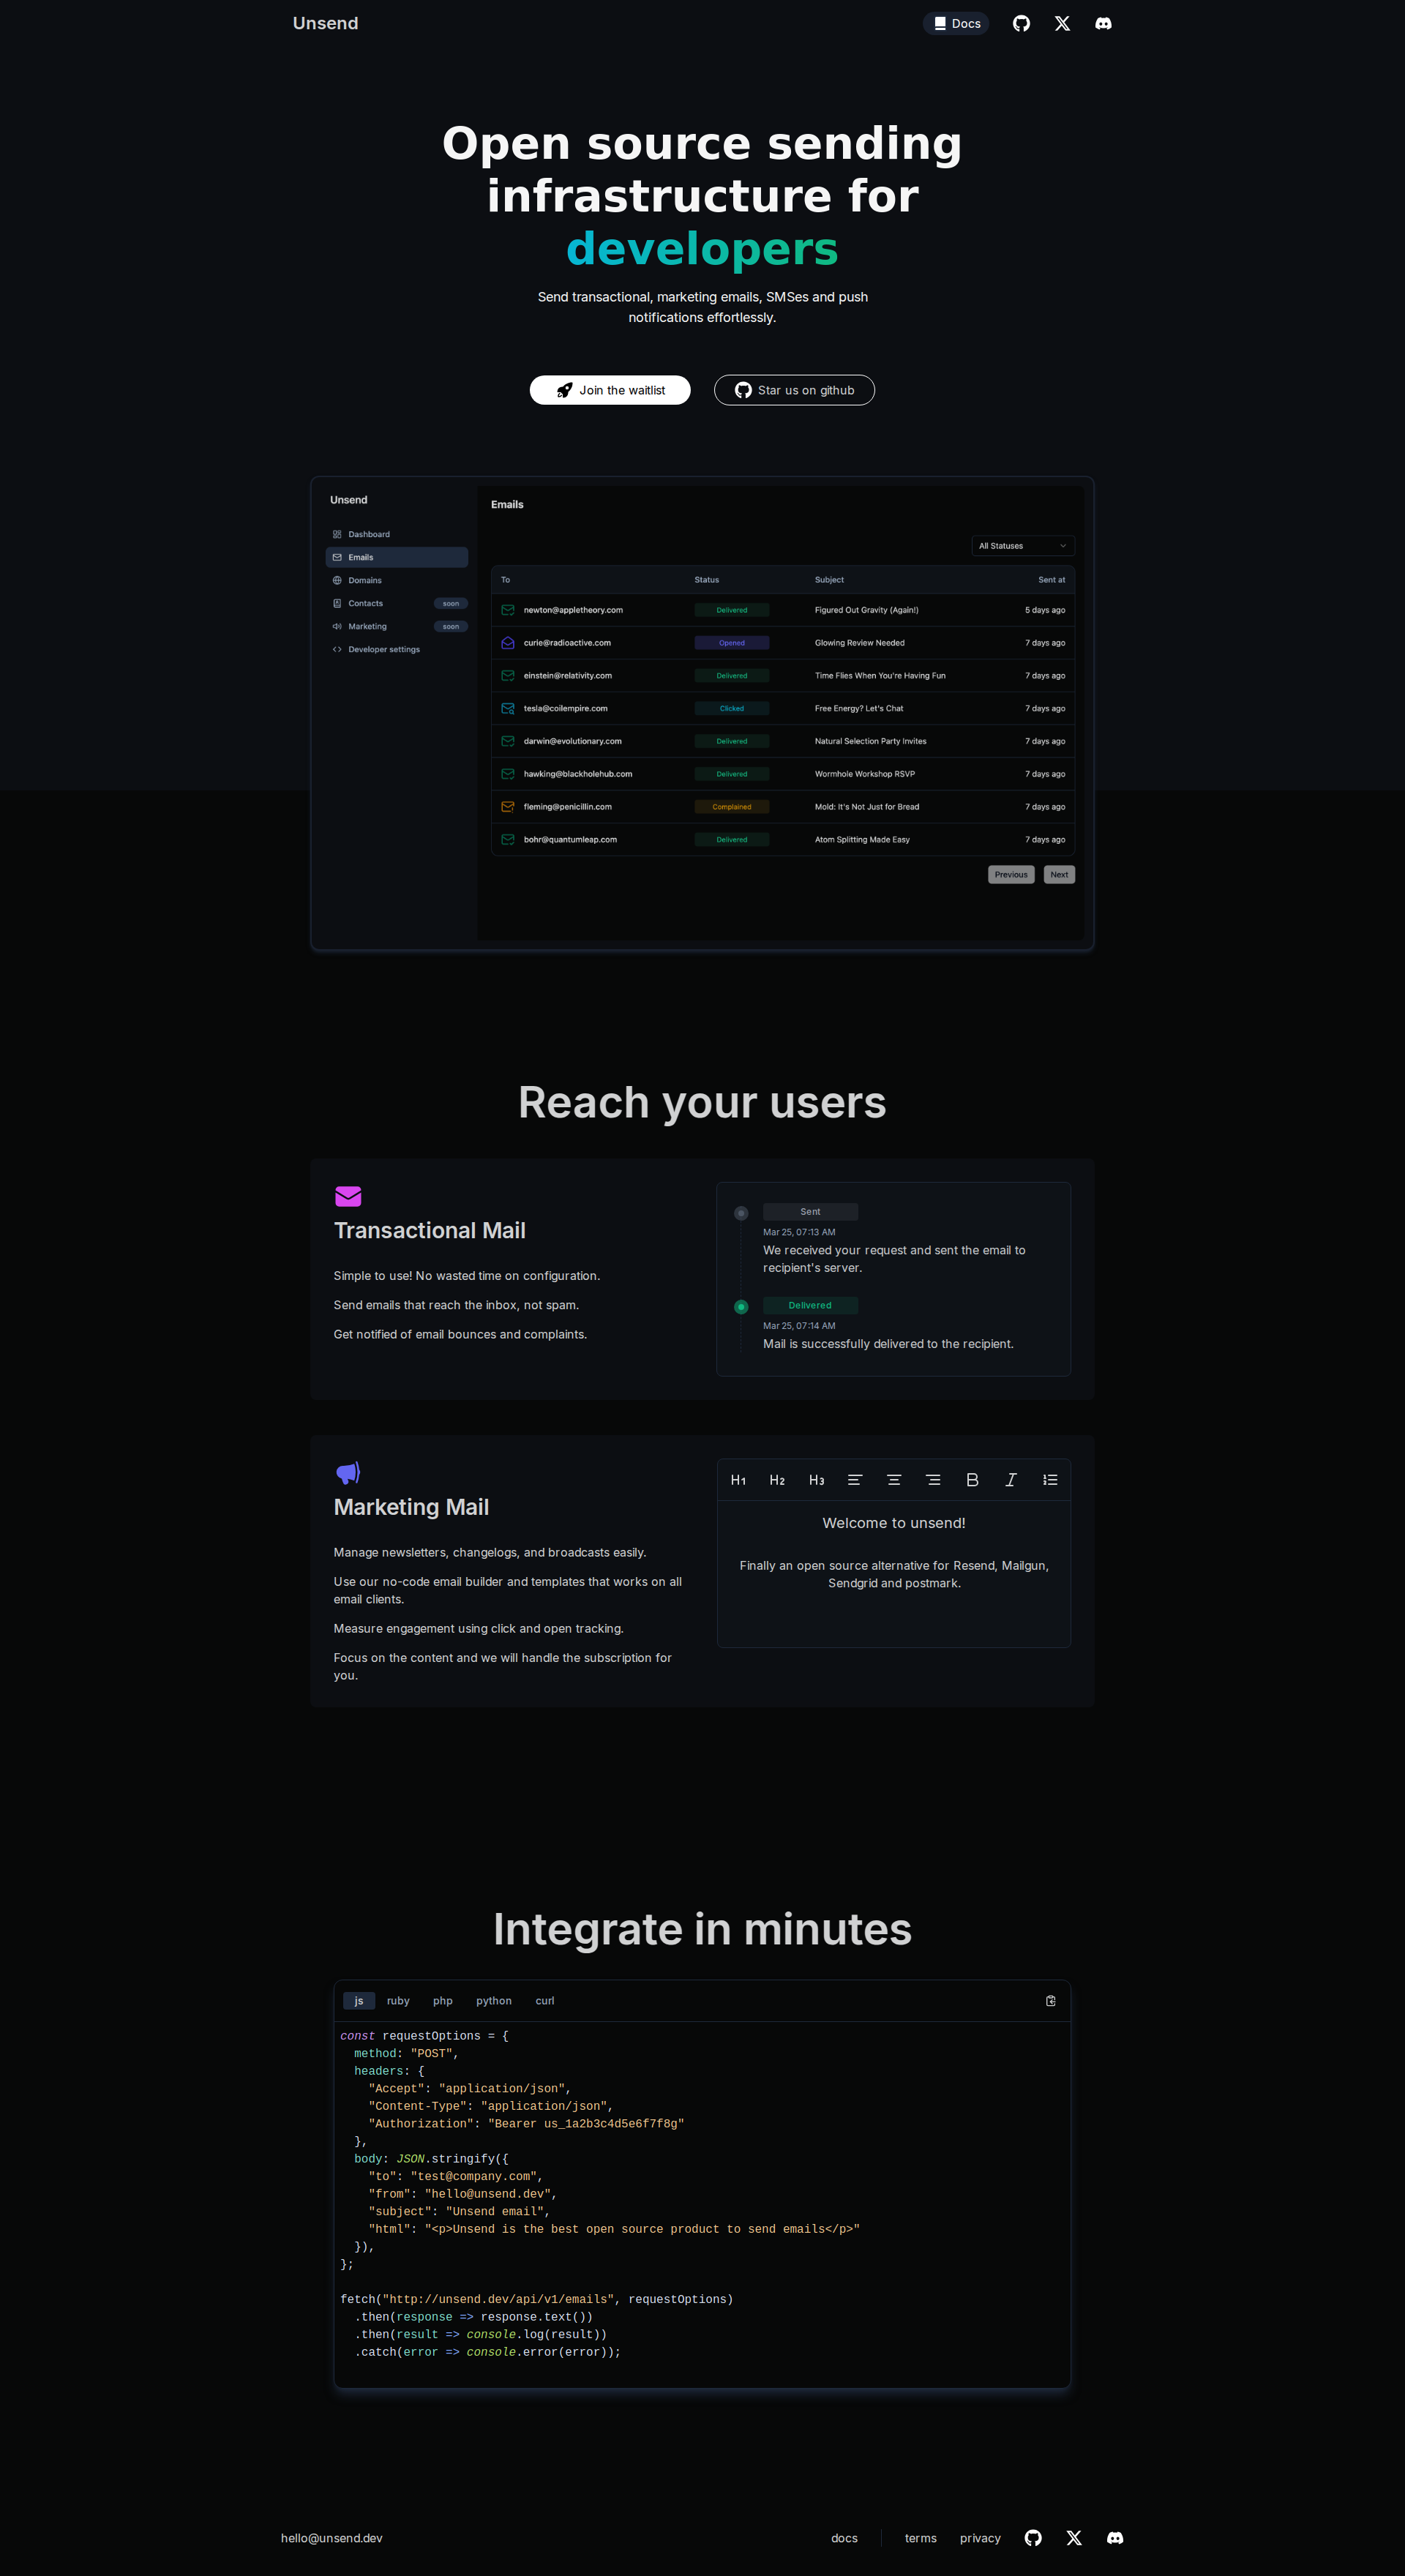 Unsend
Docs
Open source sending
infrastructure for
developers
Send transactional, marketing emails, SMSes and push
notifications effortlessly.
Join the waitlist
Star us on github
Unsend
Dashboard
Emails
Domains
Contacts soon
Marketing soon
Developer settings
Emails
All Statuses
To Status Subject Sent at
newton@appletheory.com Delivered Figured Out Gravity (Again!) 5 days ago
curie@radioactive.com Opened Glowing Review Needed 7 days ago
einstein@relativity.com Delivered Time Flies When You're Having Fun 7 days ago
tesla@coilempire.com Clicked Free Energy? Let's Chat 7 days ago
darwin@evolutionary.com Delivered Natural Selection Party Invites 7 days ago
hawking@blackholehub.com Delivered Wormhole Workshop RSVP 7 days ago
fleming@penicillin.com Complained Mold: It's Not Just for Bread 7 days ago
bohr@quantumleap.com Delivered Atom Splitting Made Easy 7 days ago
Previous Next
Reach your users
Transactional Mail
Simple to use! No wasted time on configuration.
Send emails that reach the inbox, not spam.
Get notified of email bounces and complaints.
Sent
Mar 25, 07:13 AM
We received your request and sent the email to
recipient's server.
Delivered
Mar 25, 07:14 AM
Mail is successfully delivered to the recipient.
Marketing Mail
Manage newsletters, changelogs, and broadcasts easily.
Use our no-code email builder and templates that works on all
email clients.
Measure engagement using click and open tracking.
Focus on the content and we will handle the subscription for
you.
H1 H2 H3 B I
Welcome to unsend!
Finally an open source alternative for Resend, Mailgun,
Sendgrid and postmark.
Integrate in minutes
js ruby php python curl
const requestOptions = {
  method: "POST",
  headers: {
    "Accept": "application/json",
    "Content-Type": "application/json",
    "Authorization": "Bearer us_1a2b3c4d5e6f7f8g"
  },
  body: JSON.stringify({
    "to": "test@company.com",
    "from": "hello@unsend.dev",
    "subject": "Unsend email",
    "html": "<p>Unsend is the best open source product to send emails</p>"
  }),
};
fetch("http://unsend.dev/api/v1/emails", requestOptions)
  .then(response => response.text())
  .then(result => console.log(result))
  .catch(error => console.error(error));
hello@unsend.dev
docs
terms
privacy